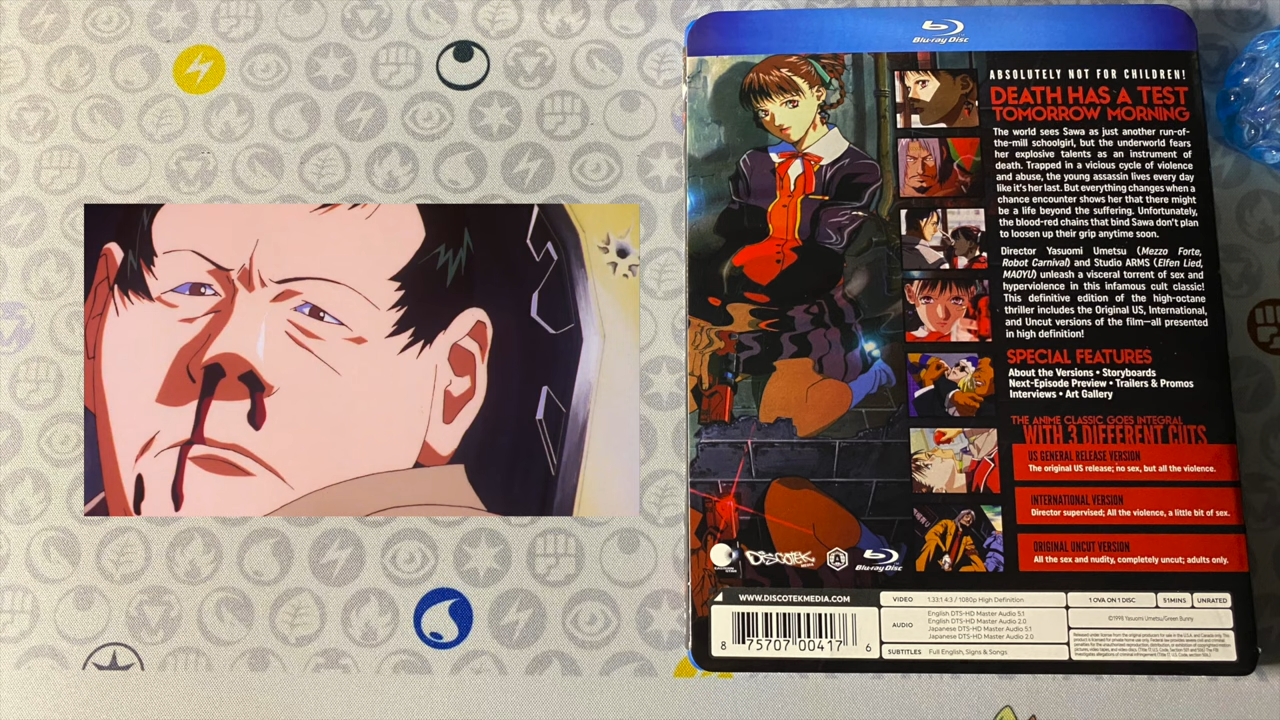 Blu-ray Disc
ABSOLUTELY NOT FOR CHILDREN!
DEATH HAS A TEST
TOMORROW MORNING
The world sees Sawa as just another run-of-
the-mill schoolgirl, but the underworld fears
her explosive talents as an instrument of
death. Trapped in a vicious cycle of violence
and abuse, the young assassin lives every day
like it's her last. But everything changes when a
chance encounter shows her that there might
be a life beyond the suffering. Unfortunately,
the blood-red chains that bind Sawa don't plan
to loosen up their grip anytime soon.
Director Yasuomi Umetsu (Mezzo Forte,
Robot Carnival) and Studio ARMS (Elfen Lied,
MAOYU) unleash a visceral torrent of sex and
hyperviolence in this infamous cult classic!
This definitive edition of the high-octane
thriller includes the Original US, International,
and Uncut versions of the film—all presented
in high definition!
SPECIAL FEATURES
About the Versions • Storyboards
Next-Episode Preview • Trailers & Promos
Interviews • Art Gallery
THE ANIME CLASSIC GOES INTEGRAL
WITH 3 DIFFERENT CUTS
US GENERAL RELEASE VERSION
The original US release; no sex, but all the violence.
INTERNATIONAL VERSION
Director supervised; All the violence, a little bit of sex.
ORIGINAL UNCUT VERSION
All the sex and nudity, completely uncut; adults only.
DISCOTEK
MEDIA
A
Blu-ray Disc
WWW.DISCOTEKMEDIA.COM
8 75707 00417 6
VIDEO 1.33:1 4:3 / 1080p High Definition
AUDIO
English DTS-HD Master Audio 5.1
English DTS-HD Master Audio 2.0
Japanese DTS-HD Master Audio 5.1
Japanese DTS-HD Master Audio 2.0
SUBTITLES Full English, Signs & Songs
1 OVA ON 1 DISC 51MINS UNRATED
©1998 Yasuomi Umetsu/Green Bunny